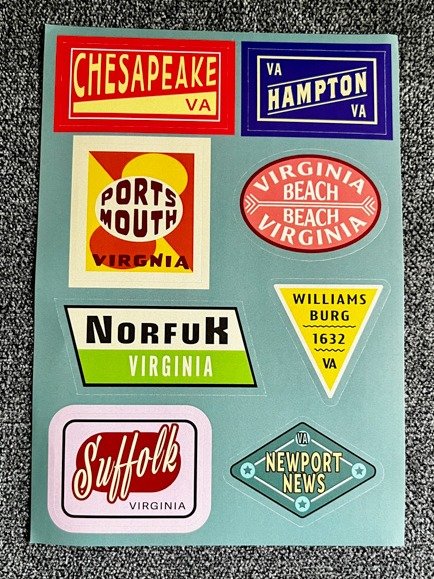 CHESAPEAKE
VA
VA
HAMPTON
VA
PORTS
MOUTH
VIRGNIA
VIRGINIA
BEACH
BEACH
VIRGINIA
NORFUK
VIRGINIA
WILLIAMS
BURG
1632
VA
Suffolk
VIRGINIA
VA
NEWPORT
NEWS